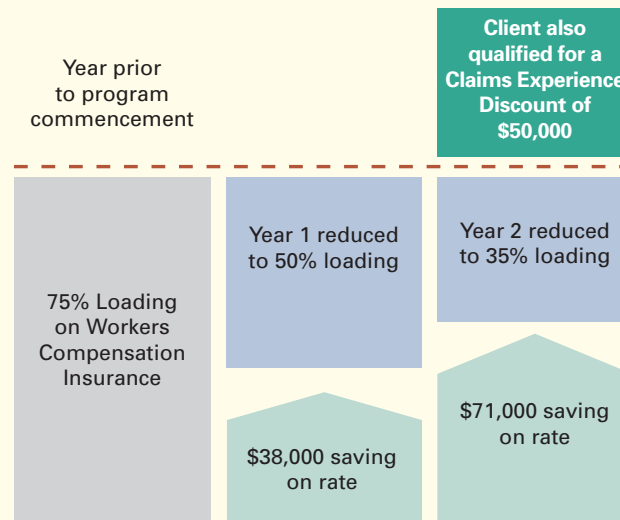 Year prior
to program
commencement
Client also
qualified for a
Claims Experience
Discount of
$50,000
75% Loading
on Workers
Compensation
Insurance
Year 1 reduced
to 50% loading
$38,000 saving
on rate
Year 2 reduced
to 35% loading
$71,000 saving
on rate